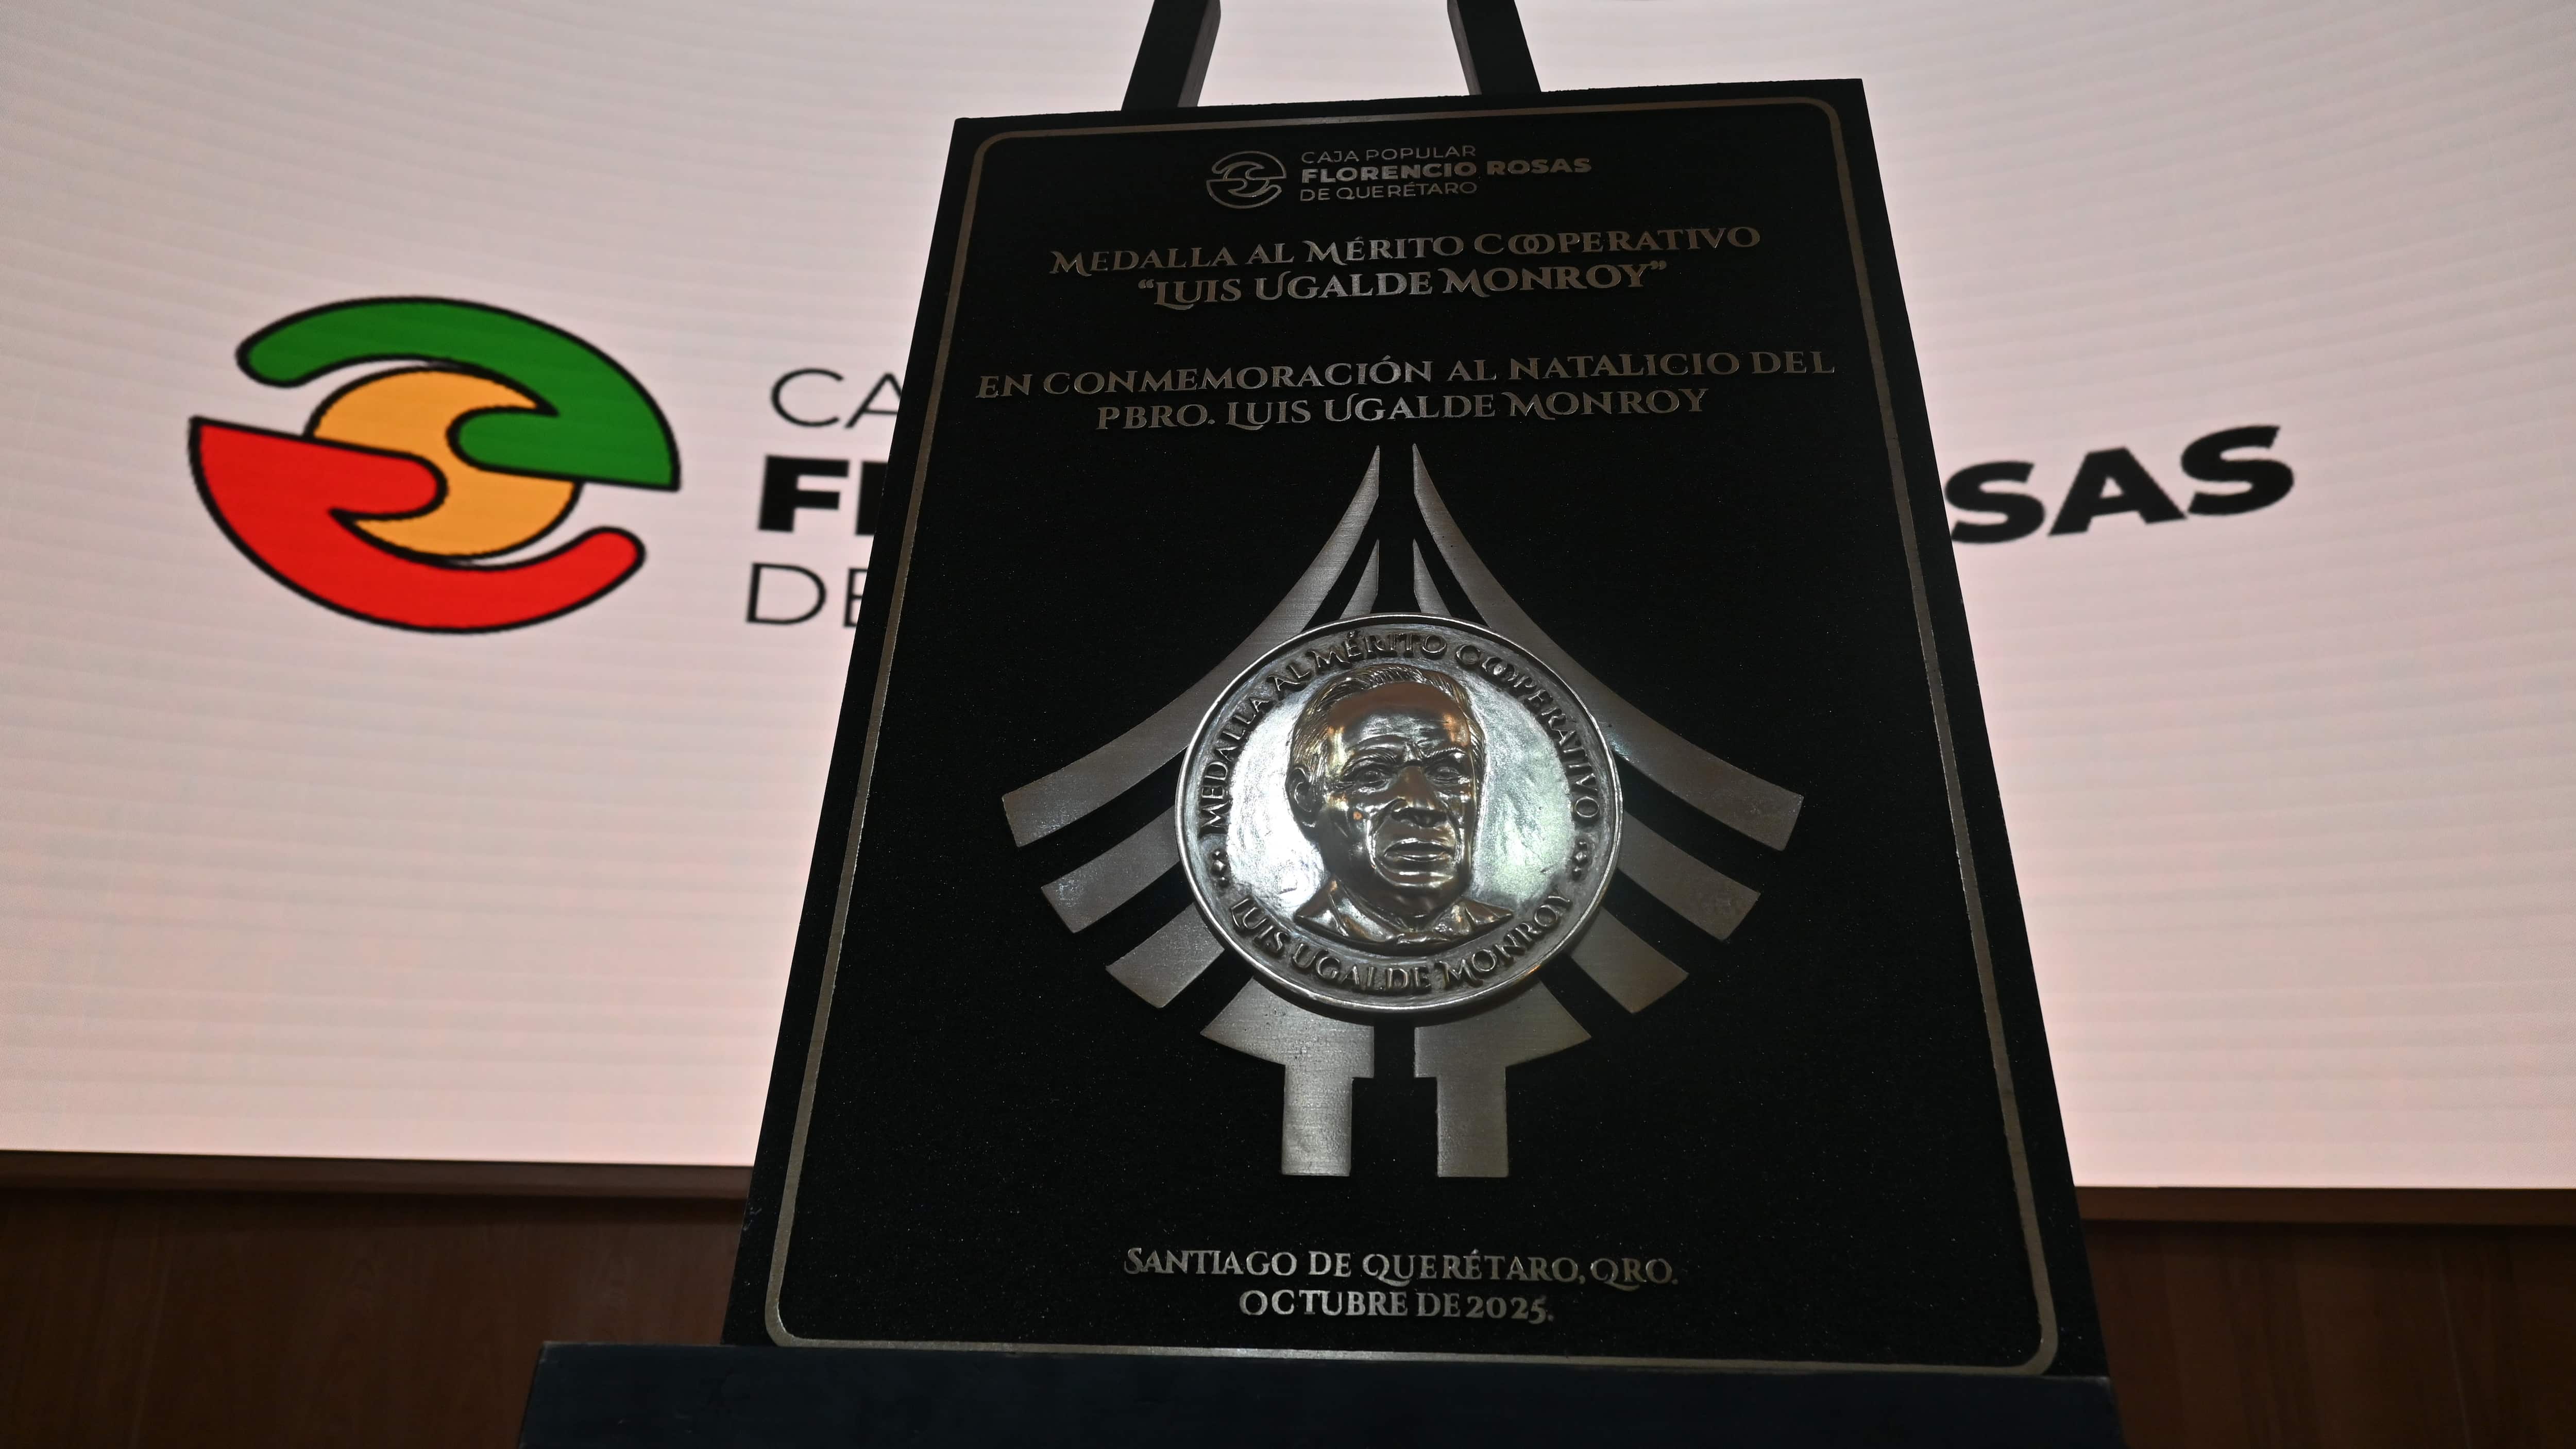 CAJA POPULAR
FLORENCIO ROSAS
DE QUERÉTARO
MEDALLA AL MÉRITO COOPERATIVO
“LUIS UGALDE MONROY”
EN CONMEMORACIÓN AL NATALICIO DEL
PBRO. LUIS UGALDE MONROY
MEDALLA AL MÉRITO COOPERATIVO
LUIS UGALDE MONROY
SANTIAGO DE QUERÉTARO, QRO.
OCTUBRE DE 2025.
CA
FL
DE
SAS